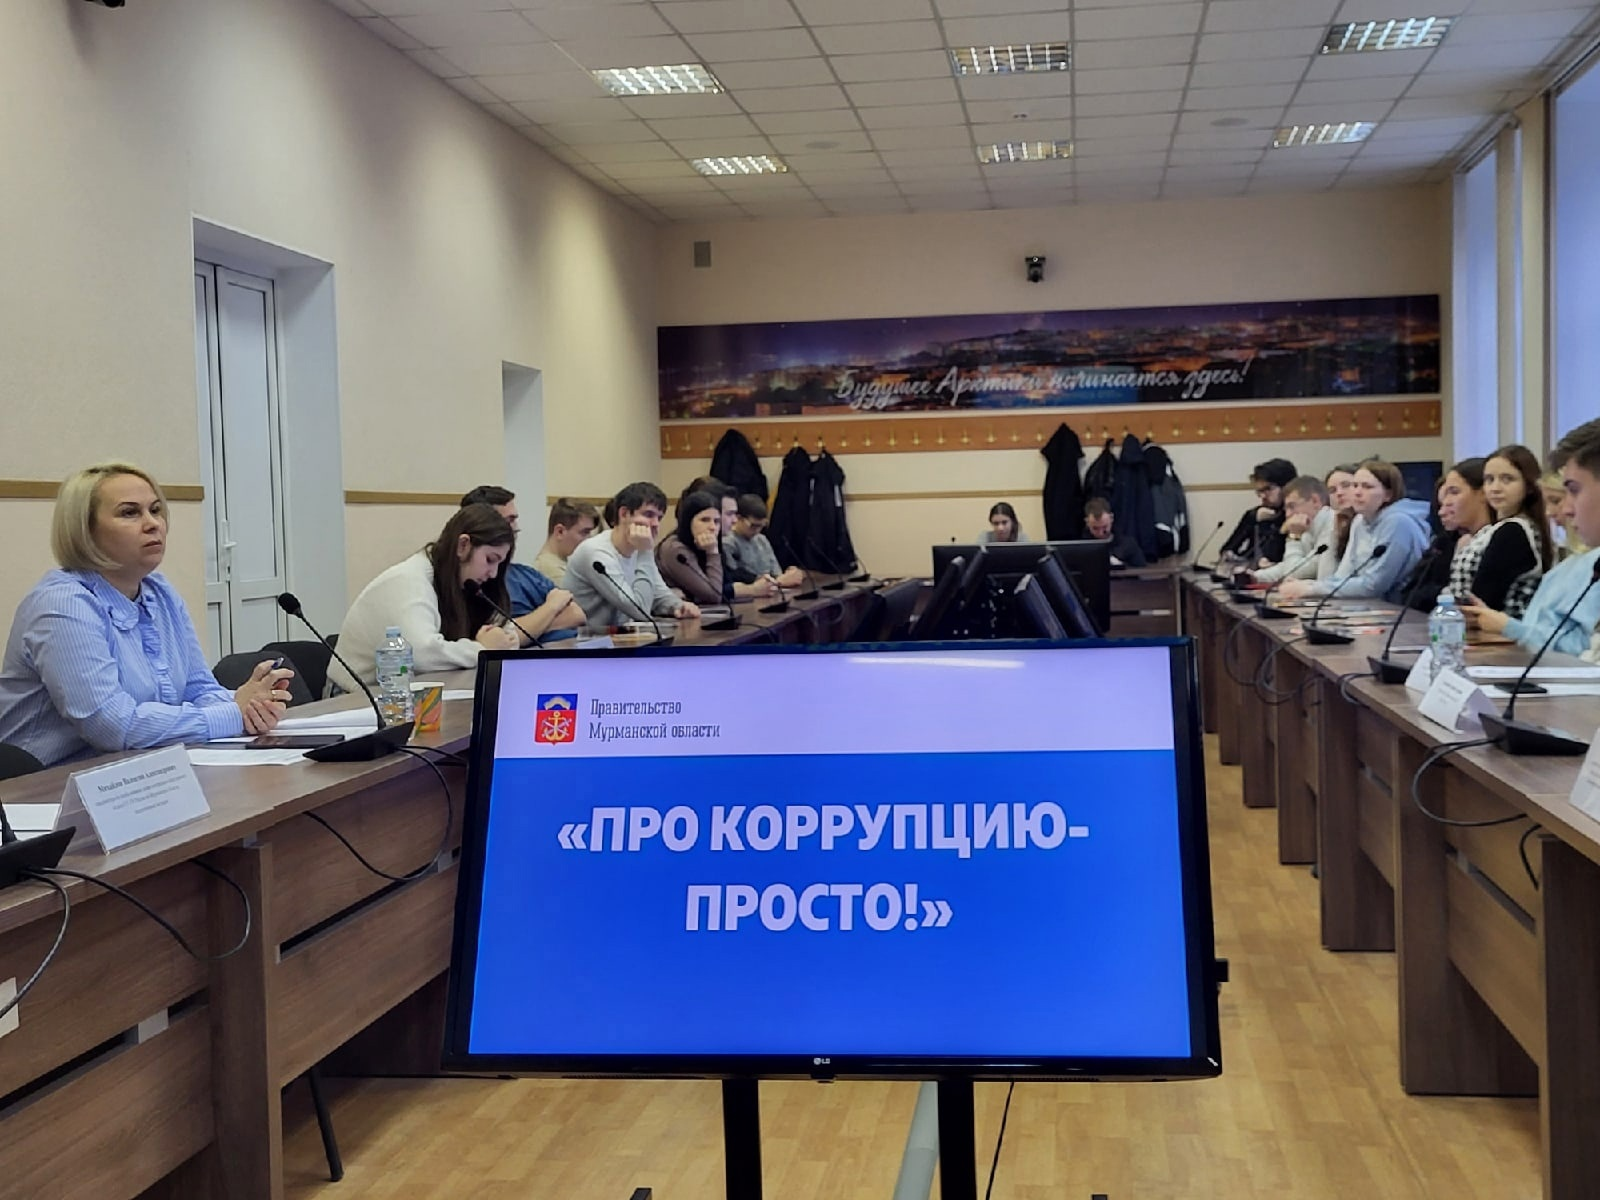 Будущее Арктики начинается здесь!
Правительство
Мурманской области
«ПРО КОРРУПЦИЮ-
ПРОСТО!»
LG